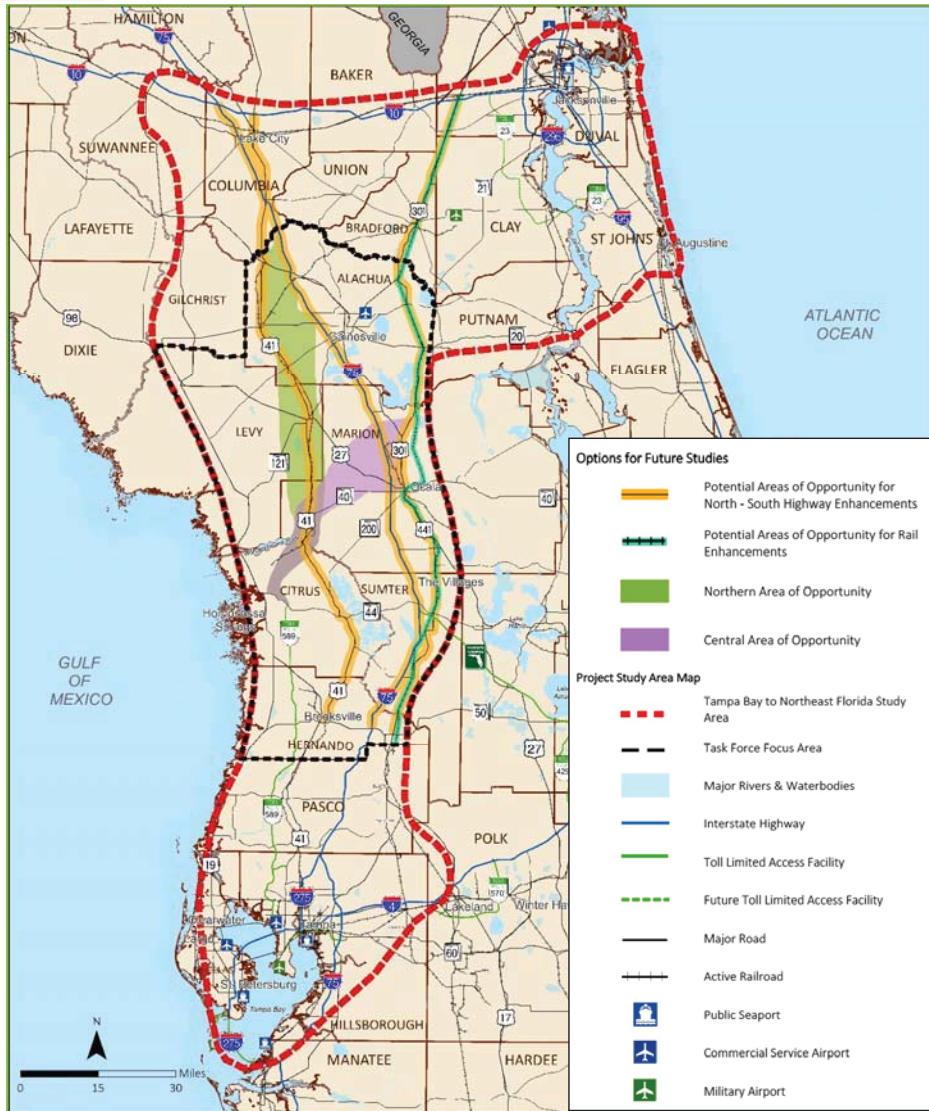 HAMILTON
75
GEORGIA
BAKER
10
10
Jacksonville
23
295
DUVAL
SUWANNEE
Lake City
UNION
COLUMBIA
21
23
95
301
BRADFORD
CLAY
ST JOHNS
LAFAYETTE
ALACHUA
GILCHRIST
PUTNAM
98
20
ATLANTIC
OCEAN
DIXIE
41
Gainesville
75
FLAGLER
LEVY
MARION
301
121
27
40
Ocala
40
41
200
441
CITRUS
SUMTER
The Villages
44
589
GULF
OF
MEXICO
41
75
50
Brooksville
27
HERNANDO
429
589
PASCO
41
POLK
19
275
570
4
Lakeland
Winter Ha
Clearwater
Tampa
60
St Petersburg
75
Tampa Bay
17
275
HILLSBOROUGH
MANATEE
HARDEE
N
Miles
0 15 30
Options for Future Studies
Potential Areas of Opportunity for
North - South Highway Enhancements
Potential Areas of Opportunity for Rail
Enhancements
Northern Area of Opportunity
Central Area of Opportunity
Project Study Area Map
Tampa Bay to Northeast Florida Study
Area
Task Force Focus Area
Major Rivers & Waterbodies
Interstate Highway
Toll Limited Access Facility
Future Toll Limited Access Facility
Major Road
Active Railroad
Public Seaport
Commercial Service Airport
Military Airport